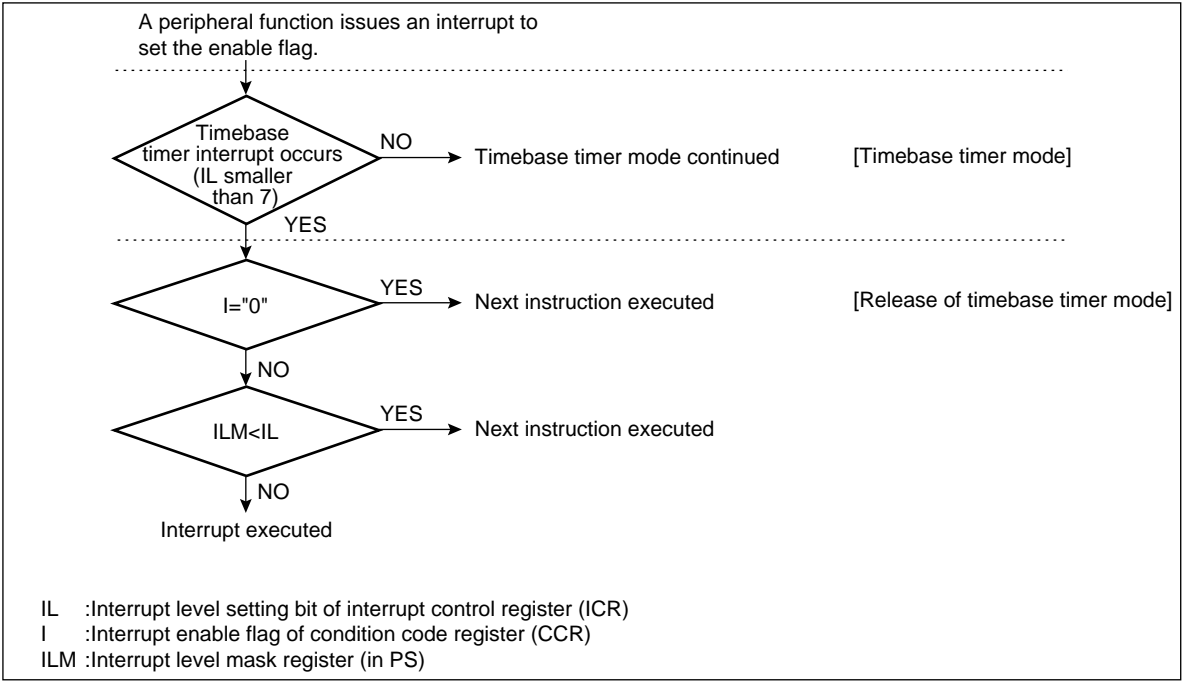 A peripheral function issues an interrupt to
set the enable flag.
Timebase
timer interrupt occurs
(IL smaller
than 7)
NO
Timebase timer mode continued
[Timebase timer mode]
YES
I="0"
YES
Next instruction executed
[Release of timebase timer mode]
NO
ILM<IL
YES
Next instruction executed
NO
Interrupt executed
IL :Interrupt level setting bit of interrupt control register (ICR)
I :Interrupt enable flag of condition code register (CCR)
ILM :Interrupt level mask register (in PS)